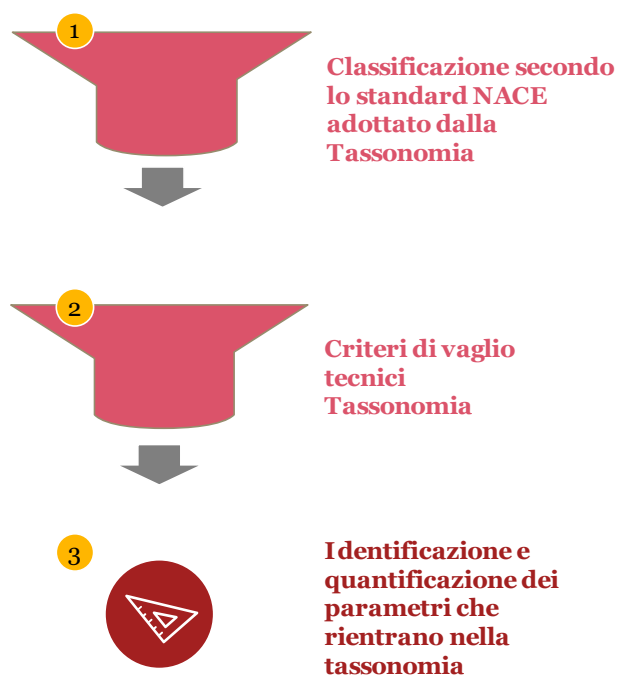 1
Classificazione secondo
lo standard NACE
adottato dalla
Tassonomia
2
Criteri di vaglio
tecnici
Tassonomia
3
Identificazione e
quantificazione dei
parametri che
rientrano nella
tassonomia